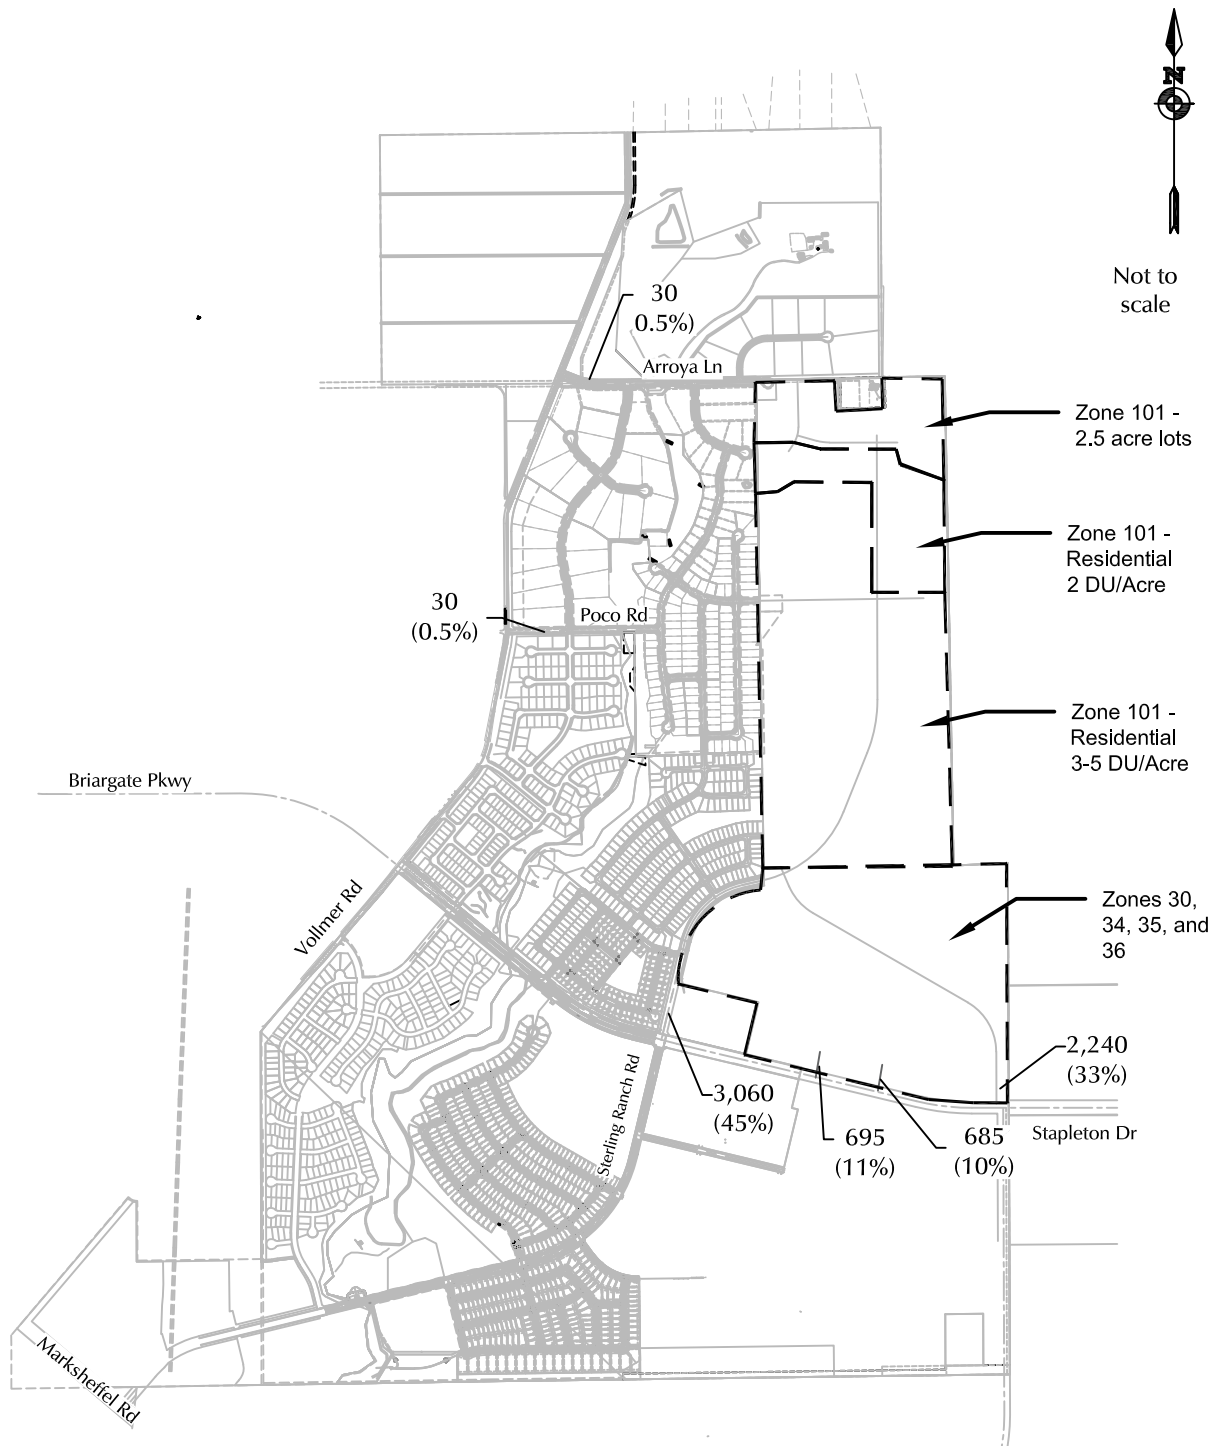 N
Not to
scale
30
0.5%)
Arroya Ln
Zone 101 -
2.5 acre lots
Zone 101 -
Residential
2 DU/Acre
30
(0.5%)
Poco Rd
Zone 101 -
Residential
3-5 DU/Acre
Briargate Pkwy
Vollmer Rd
Zones 30,
34, 35, and
36
2,240
(33%)
3,060
(45%)
Sterling Ranch Rd
695
(11%)
685
(10%)
Stapleton Dr
Marksheffel Rd